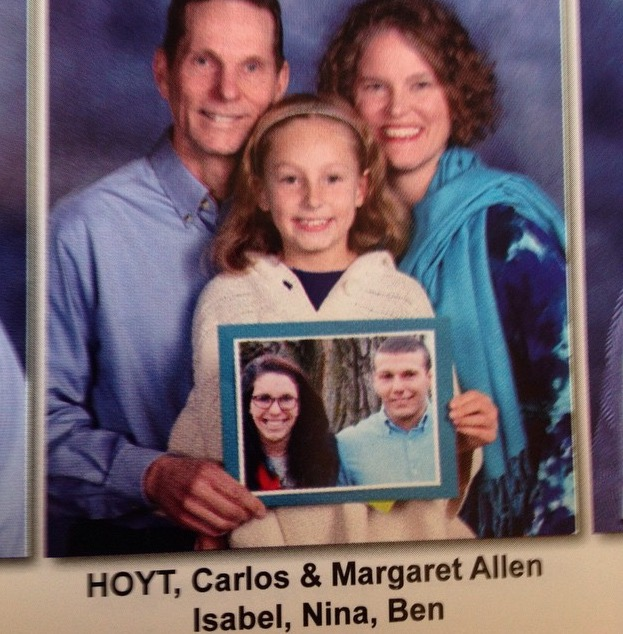 HOYT, Carlos & Margaret Allen
Isabel, Nina, Ben